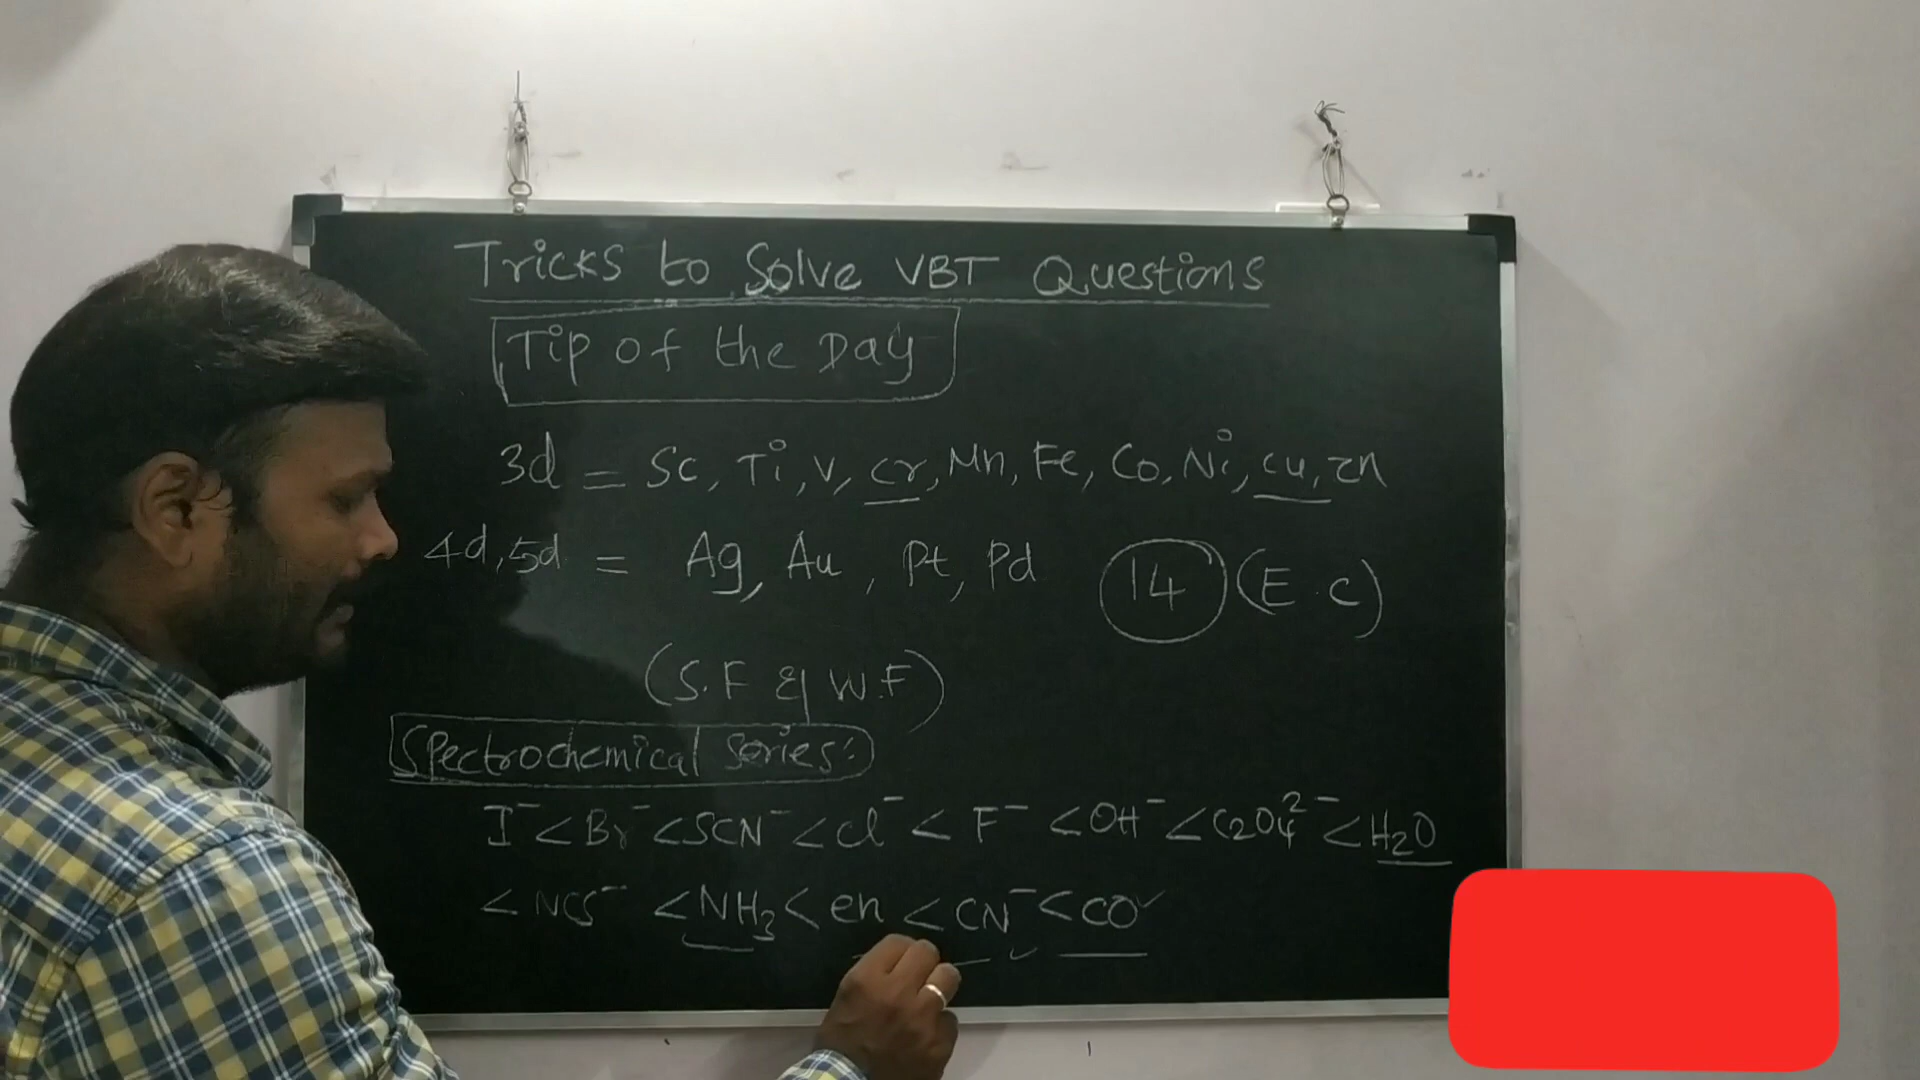 Tricks to Solve VBT Questions
Tip of the Day
3d = Sc, Ti, V, Cr, Mn, Fe, Co, Ni, Cu, Zn
4d, 5d = Ag, Au, Pt, Pd 14 (E.C)
(S.F & W.F)
Spectrochemical Series:
I⁻ < Br⁻ < SCN⁻ < Cl⁻ < F⁻ < OH⁻ < C₂O₄²⁻ < H₂O
< NCS⁻ < NH₃ < en < CN⁻ < CO